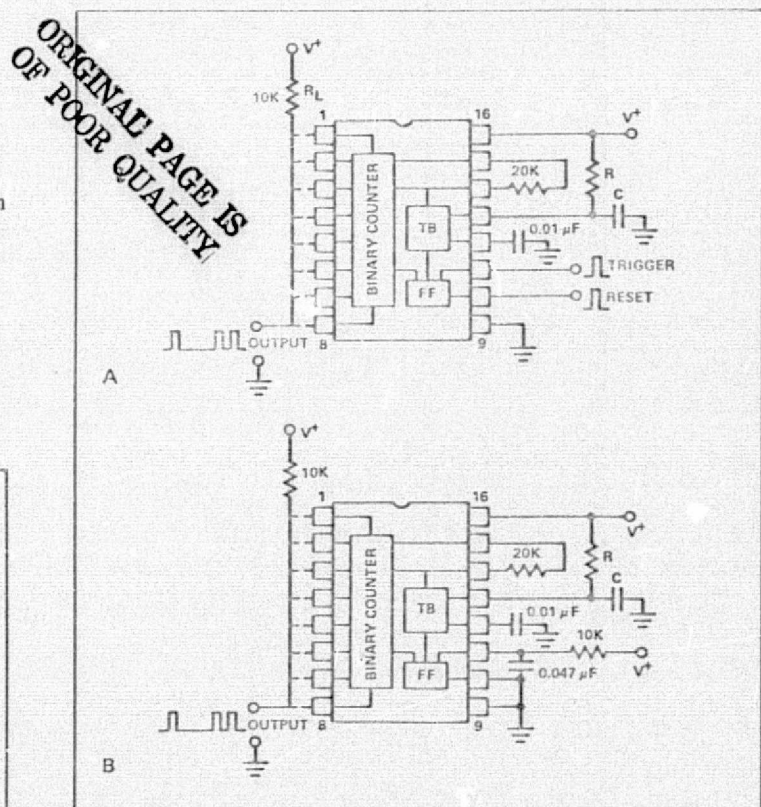 ORIGINAL PAGE IS
OF POOR QUALITY
V+
10K RL
1
16
V+
BINARY COUNTER
20K
R
C
TB
0.01 μF
TRIGGER
FF
RESET
OUTPUT
8
9
A
V+
10K
1
16
V+
BINARY COUNTER
20K
R
C
TB
0.01 μF
10K
V+
FF
0.047 μF
OUTPUT
8
9
B